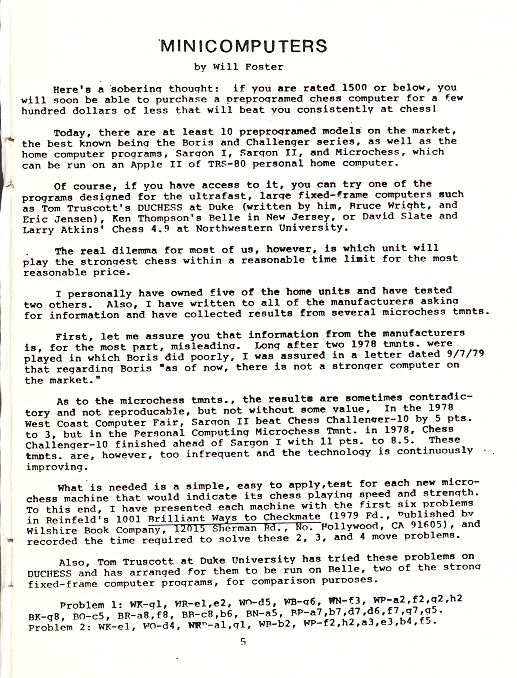 MINICOMPUTERS
by Will Foster
Here's a sobering thought: if you are rated 1500 or below, you
will soon be able to purchase a preprogramed chess computer for a few
hundred dollars of less that will beat you consistently at chess!
Today, there are at least 10 preprogramed models on the market,
the best known being the Boris and Challenger series, as well as the
home computer programs, Sargon I, Sargon II, and Microchess, which
can be run on an Apple II of TRS-80 personal home computer.
Of course, if you have access to it, you can try one of the
programs designed for the ultrafast, large fixed-frame computers such
as Tom Truscott's DUCHESS at Duke (written by him, Bruce Wright, and
Eric Jensen), Ken Thompson's Belle in New Jersey, or David Slate and
Larry Atkins' Chess 4.9 at Northwestern University.
The real dilemma for most of us, however, is which unit will
play the strongest chess within a reasonable time limit for the most
reasonable price.
I personally have owned five of the home units and have tested
two others. Also, I have written to all of the manufacturers asking
for information and have collected results from several microchess tmnts.
First, let me assure you that information from the manufacturers
is, for the most part, misleading. Long after two 1978 tmnts. were
played in which Boris did poorly, I was assured in a letter dated 9/7/79
that regarding Boris "as of now, there is not a stronger computer on
the market."
As to the microchess tmnts., the results are sometimes contradic-
tory and not reproducable, but not without some value. In the 1978
West Coast Computer Fair, Sargon II beat Chess Challenger-10 by 5 pts.
to 3, but in the Personal Computing Microchess Tmnt. in 1978, Chess
Challenger-10 finished ahead of Sargon I with 11 pts. to 8.5. These
tmnts. are, however, too infrequent and the technology is continuously
improving.
What is needed is a simple, easy to apply,test for each new micro-
chess machine that would indicate its chess playing speed and strength.
To this end, I have presented each machine with the first six problems
in Reinfeld's 1001 Brilliant Ways to Checkmate (1979 Ed., Published by
Wilshire Book Company, 12015 Sherman Rd., No. Hollywood, CA 91605), and
recorded the time required to solve these 2, 3, and 4 move problems.
Also, Tom Truscott at Duke University has tried these problems on
DUCHESS and has arranged for them to be run on Belle, two of the strong
fixed-frame computer programs, for comparison purposes.
Problem 1: WK-g1, WR-e1,e2, WQ-d5, WB-g6, WN-f3, WP-a2,f2,g2,h2
BK-g8, BQ-c5, BR-a8,f8, BB-c8,b6, BN-a5, BP-a7,b7,d7,d6,f7,g7,g5.
Problem 2: WK-e1, WQ-d4, WR-a1,g1, WP-b2, WP-f2,h2,a3,e3,b4,f5.
5